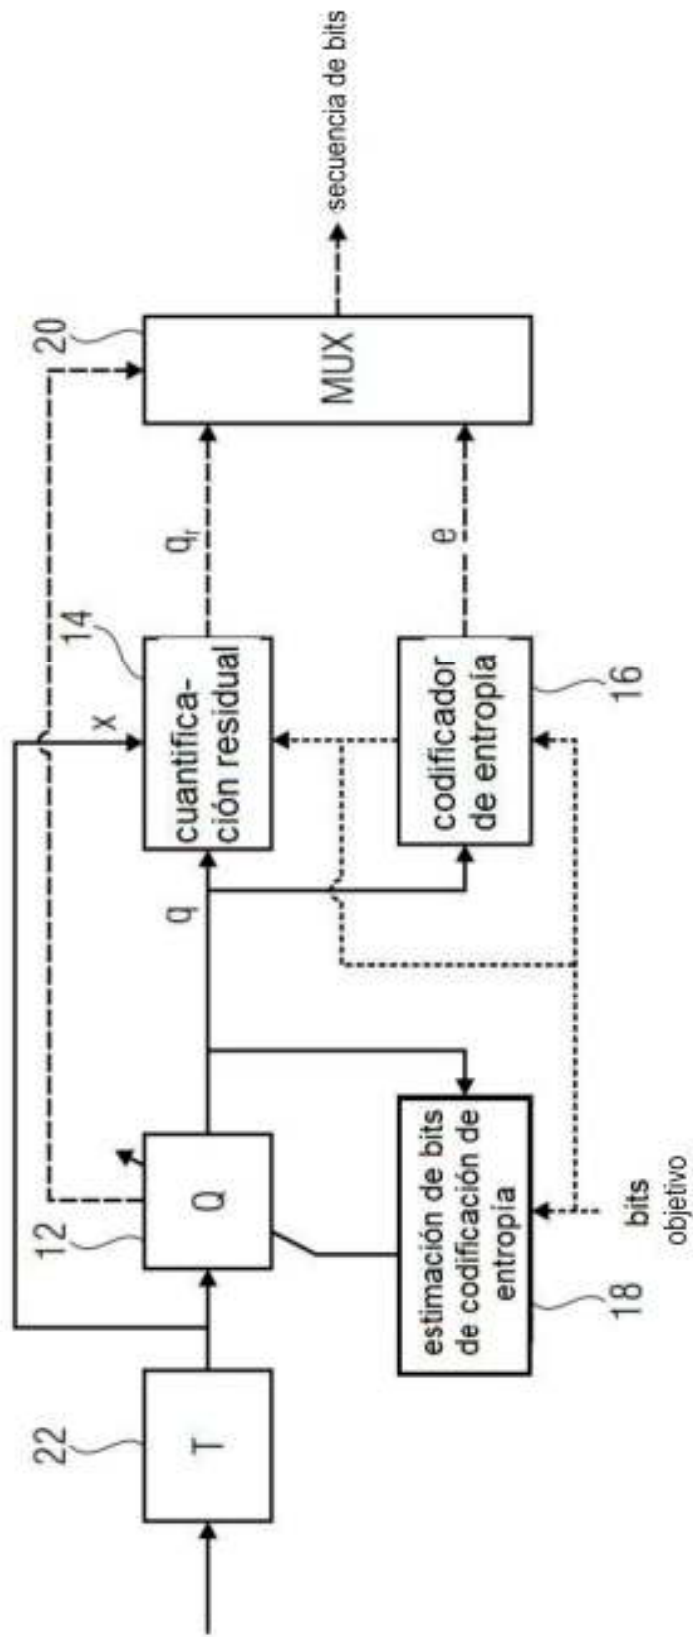 22
T
12
Q
estimación de bits
de codificación de
entropía
18
bits
objetivo
q
x
14
cuantifica-
ción residual
codificador
de entropía
16
qr
e
20
MUX
secuencia de bits